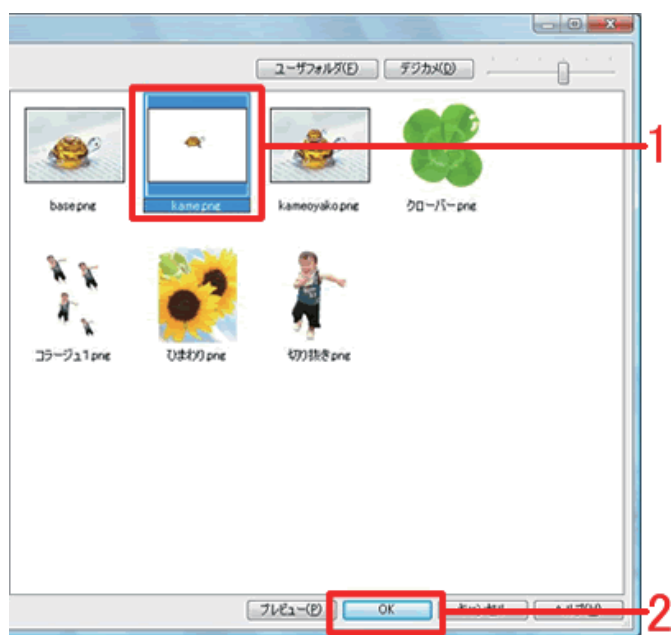 ユーザフォルダ(F) デジカメ(D)
1
base.png kame.png kameoyako.png クローバー.png
コラージュ1.png ひまわり.png 切り抜き.png
プレビュー(P) OK
2